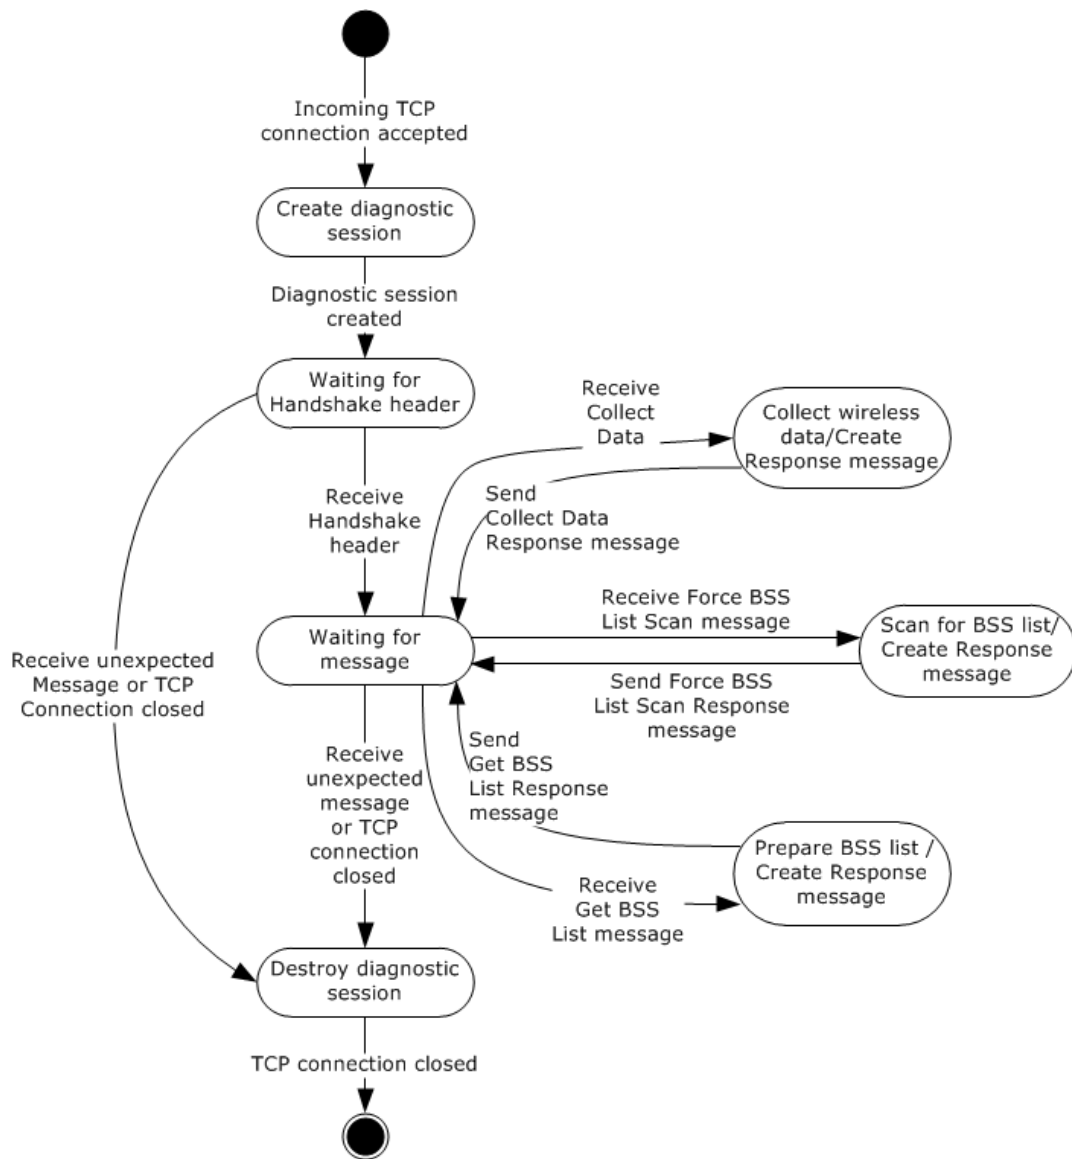 Incoming TCP
connection accepted
Create diagnostic
session
Diagnostic session
created
Waiting for
Handshake header
Receive
Collect
Data
Collect wireless
data/Create
Response message
Receive
Handshake
header
Send
Collect Data
Response message
Waiting for
message
Receive Force BSS
List Scan message
Scan for BSS list/
Create Response
message
Send Force BSS
List Scan Response
message
Receive unexpected
Message or TCP
Connection closed
Receive
unexpected
message
or TCP
connection
closed
Send
Get BSS
List Response
message
Prepare BSS list /
Create Response
message
Receive
Get BSS
List message
Destroy diagnostic
session
TCP connection closed